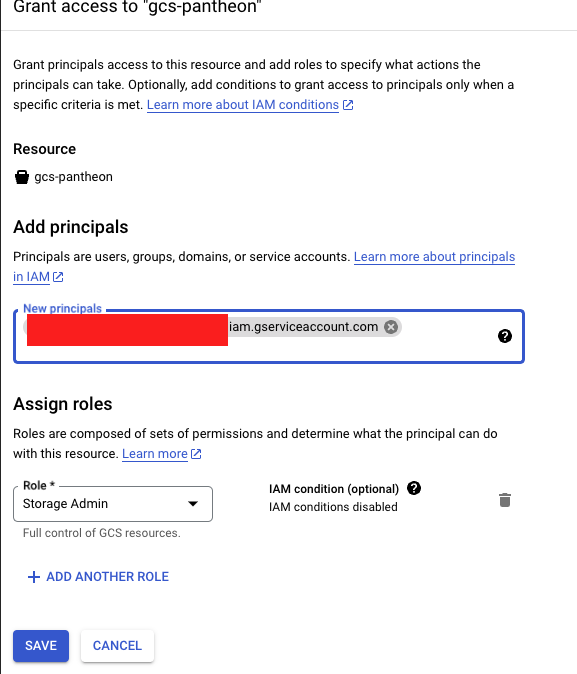 Grant access to "gcs-pantheon"
Grant principals access to this resource and add roles to specify what actions the
principals can take. Optionally, add conditions to grant access to principals only when a
specific criteria is met. Learn more about IAM conditions
Resource
gcs-pantheon
Add principals
Principals are users, groups, domains, or service accounts. Learn more about principals
in IAM
New principals
iam.gserviceaccount.com
Assign roles
Roles are composed of sets of permissions and determine what the principal can do
with this resource. Learn more
Role *
Storage Admin
Full control of GCS resources.
IAM condition (optional)
IAM conditions disabled
+ ADD ANOTHER ROLE
SAVE
CANCEL